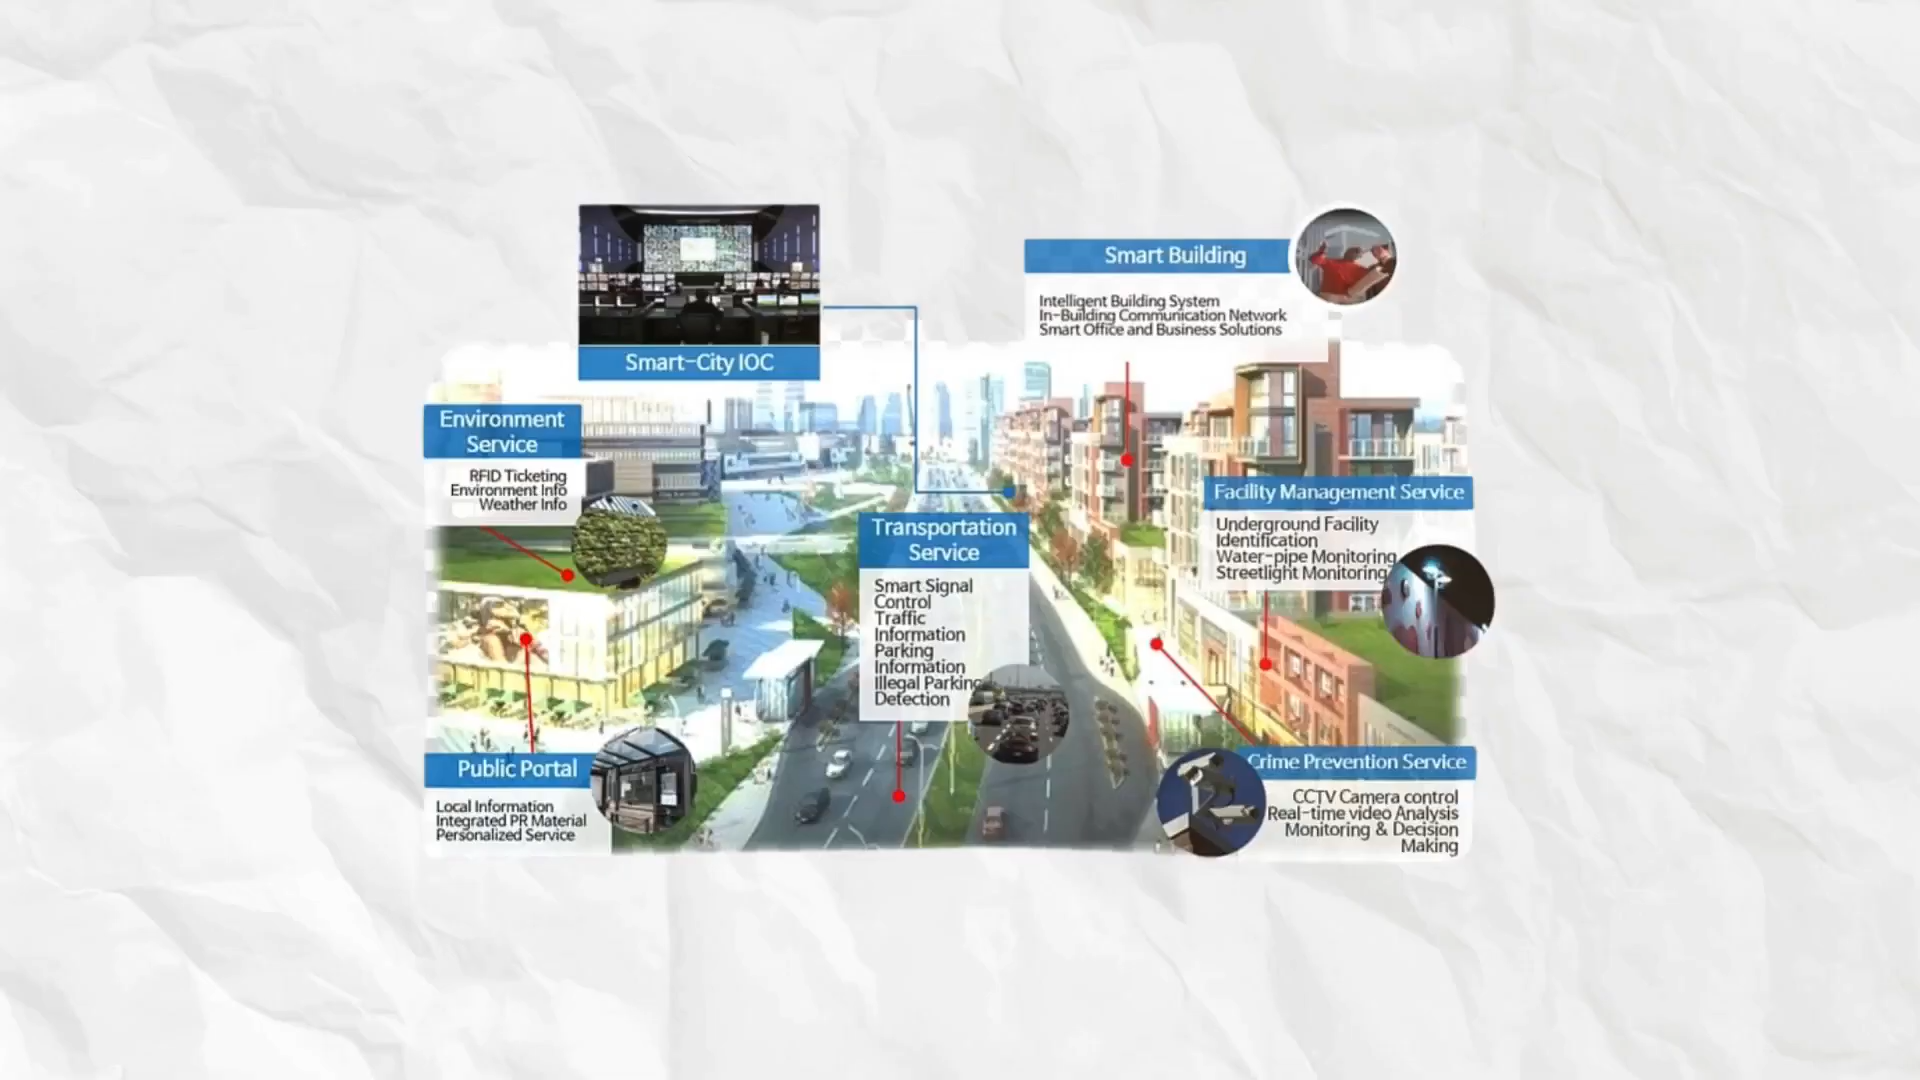 Smart-City IOC
Smart Building
Intelligent Building System
In-Building Communication Network
Smart Office and Business Solutions
Environment
Service
RFID Ticketing
Environment Info
Weather Info
Transportation
Service
Smart Signal
Control
Traffic
Information
Parking
Information
Illegal Parking
Detection
Facility Management Service
Underground Facility
Identification
Water-pipe Monitoring
Streetlight Monitoring
Public Portal
Local Information
Integrated PR Material
Personalized Service
Crime Prevention Service
CCTV Camera control
Real-time video Analysis
Monitoring & Decision
Making